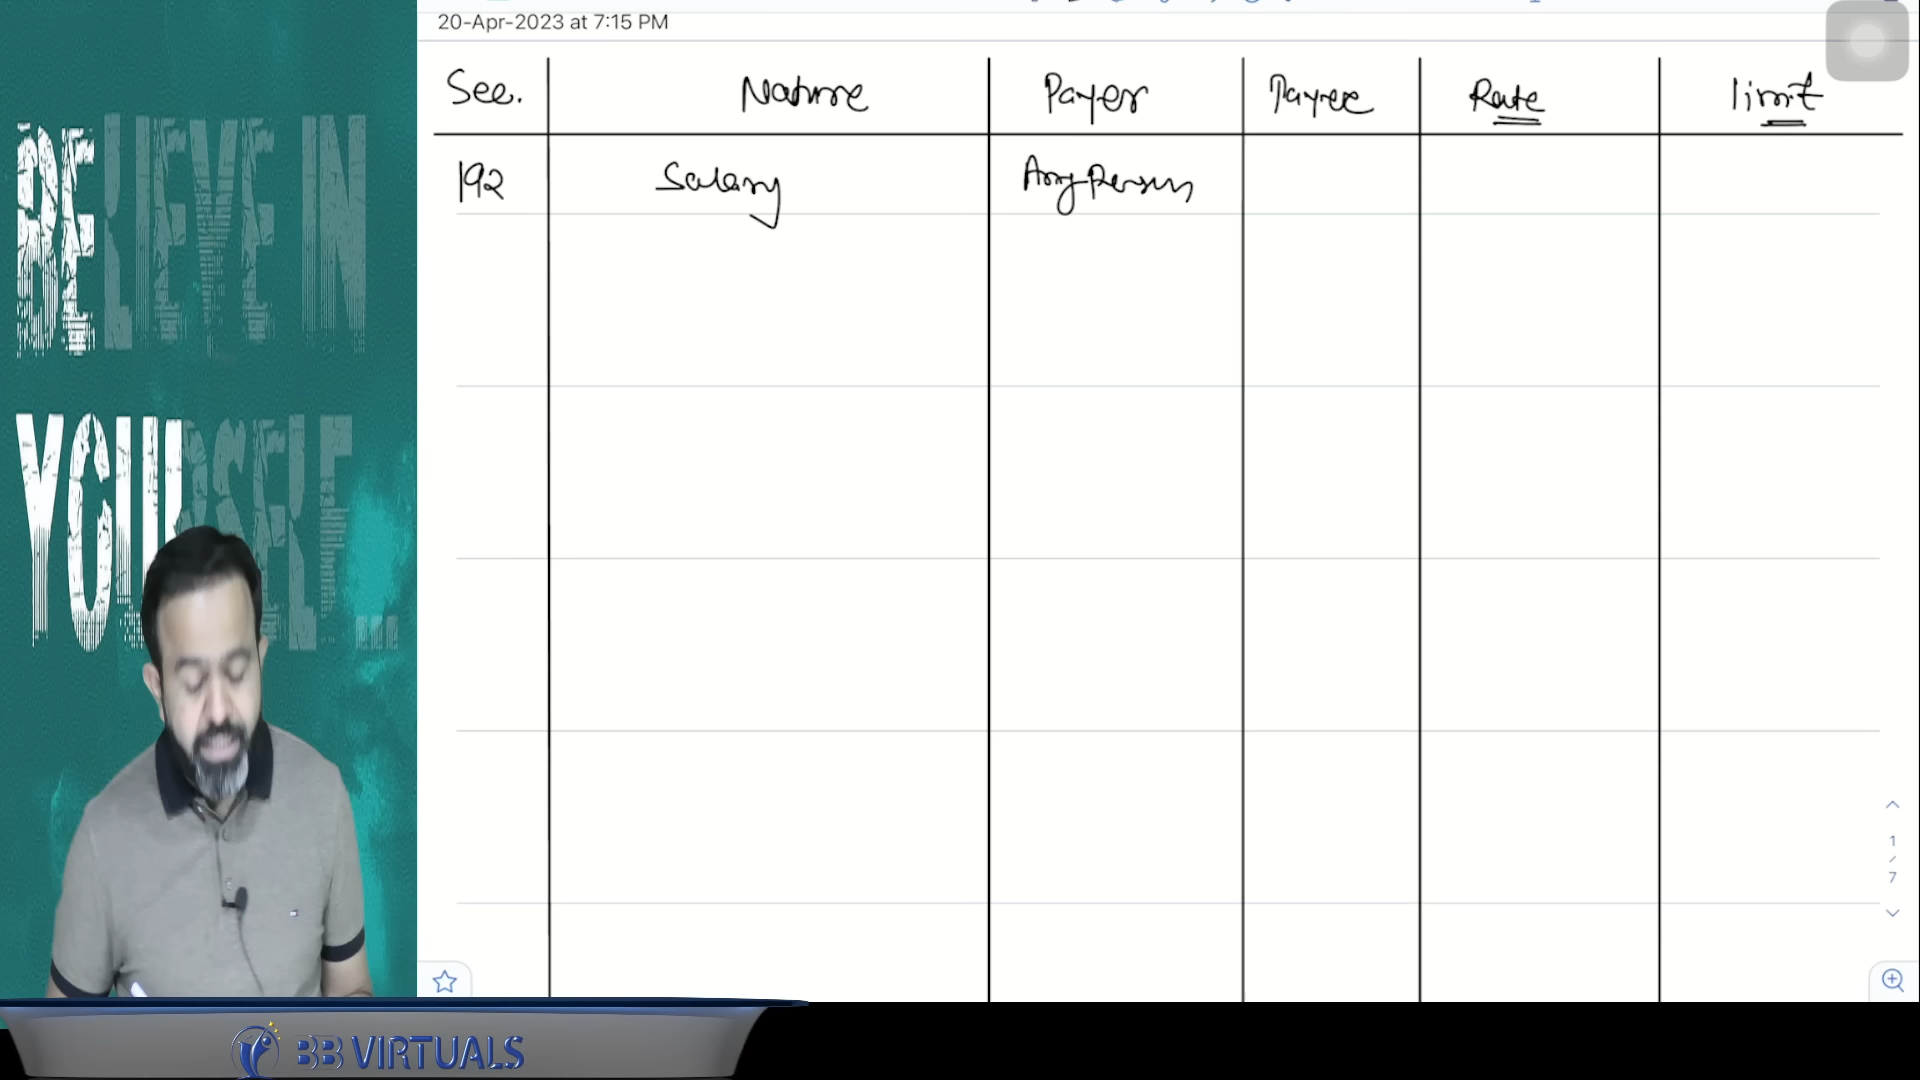 20-Apr-2023 at 7:15 PM
BELIEVE IN
YOURSELF
Sec. Nature Payer Payee Rate limit
192 Salary Any Person
1
/
7
BB VIRTUALS